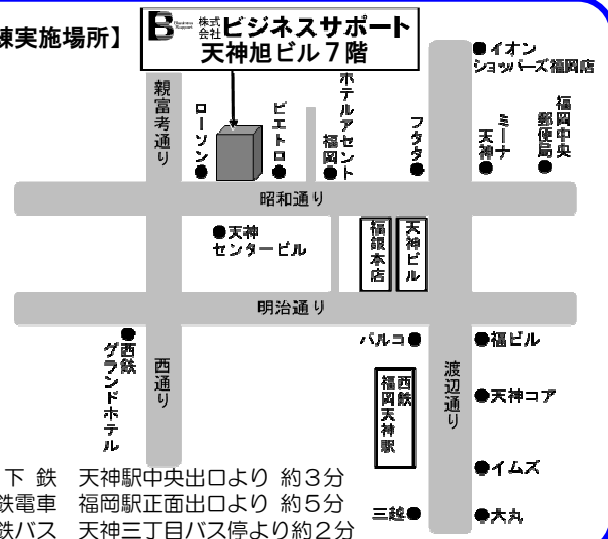 練実施場所】
B Business Support 株式会社 ビジネスサポート
天神旭ビル７階
イオン
ショッパーズ福岡店
親富考通り
ローソン
ピエトロ
ホテルアセント
福岡
フタタ
ミーナ
天神
福岡中央
郵便局
昭和通り
天神
センタービル
福銀本店
天神ビル
明治通り
西鉄
グランドホテル
西通り
パルコ
福ビル
渡辺通り
西鉄
福岡天神駅
天神コア
イムズ
三越
大丸
下 鉄 天神駅中央出口より 約３分
鉄電車 福岡駅正面出口より 約５分
鉄バス 天神三丁目バス停より約２分